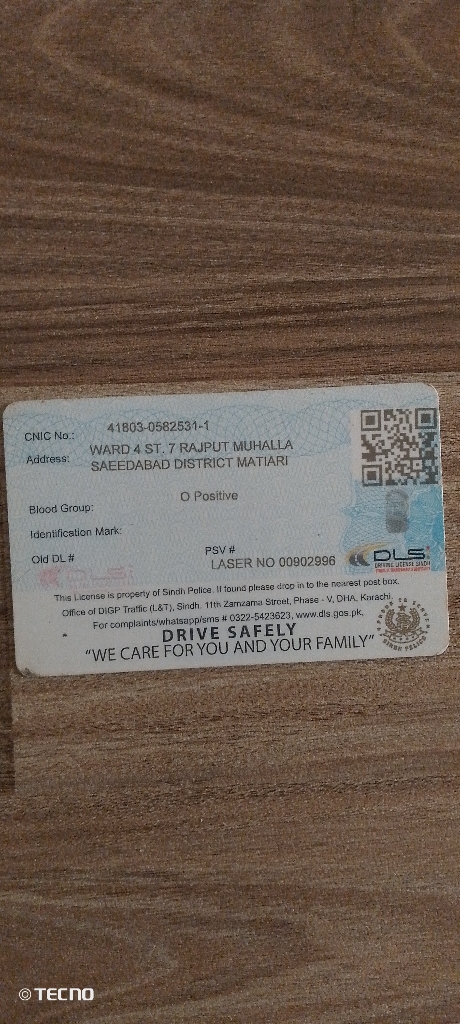 CNIC No.: 41803-0582531-1
Address: WARD 4 ST. 7 RAJPUT MUHALLA
SAEEDABAD DISTRICT MATIARI
Blood Group: O Positive
Identification Mark:
Old DL # PSV #
LASER NO 00902996
DLS
DRIVING LICENSE SINDH
This License is property of Sindh Police. If found please drop in to the nearest post box.
Office of DIGP Traffic (L&T), Sindh. 11th Zamzama Street, Phase - V, DHA, Karachi.
For complaints/whatsapp/sms # 0322-5423623, www.dls.gos.pk,
DRIVE SAFELY
"WE CARE FOR YOU AND YOUR FAMILY"
SINDH POLICE
© TECNO